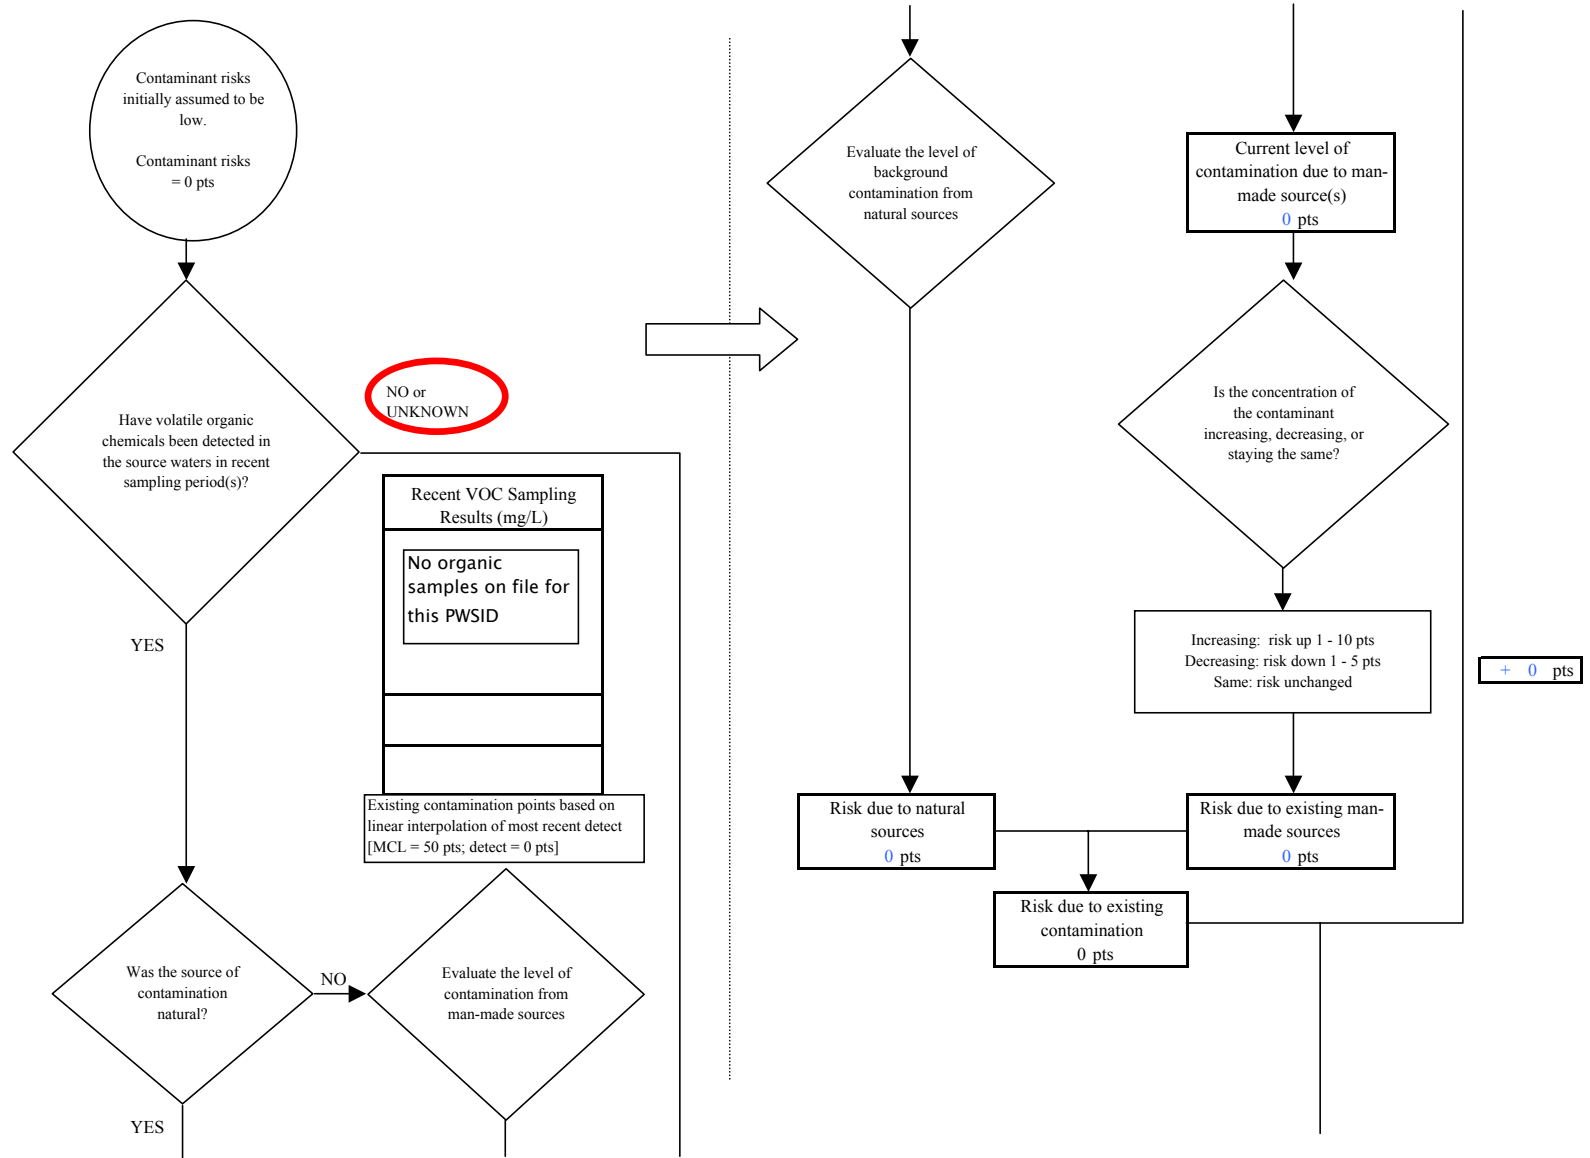 Contaminant risks
initially assumed to be
low.
Contaminant risks
= 0 pts
Have volatile organic
chemicals been detected in
the source waters in recent
sampling period(s)?
NO or
UNKNOWN
YES
Recent VOC Sampling
Results (mg/L)
No organic
samples on file for
this PWSID
Existing contamination points based on
linear interpolation of most recent detect
[MCL = 50 pts; detect = 0 pts]
Was the source of
contamination
natural?
NO
Evaluate the level of
contamination from
man-made sources
YES
Evaluate the level of
background
contamination from
natural sources
Current level of
contamination due to man-
made source(s)
0 pts
Is the concentration of
the contaminant
increasing, decreasing, or
staying the same?
Increasing: risk up 1 - 10 pts
Decreasing: risk down 1 - 5 pts
Same: risk unchanged
+ 0 pts
Risk due to natural
sources
0 pts
Risk due to existing man-
made sources
0 pts
Risk due to existing
contamination
0 pts